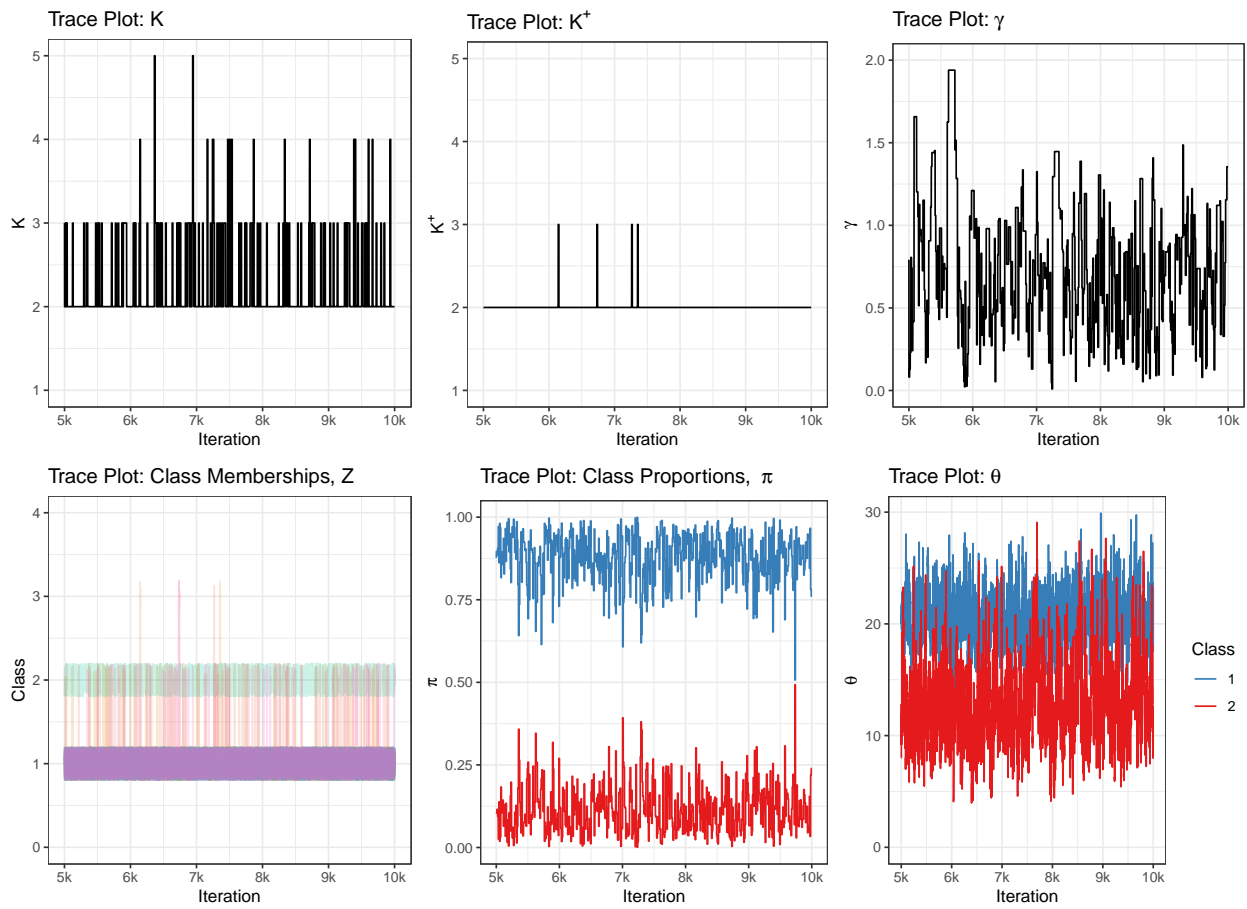 Trace Plot: K
5
4
3
2
1
K
5k
6k
7k
8k
9k
10k
Iteration
Trace Plot: K⁺
5
4
3
2
1
K⁺
5k
6k
7k
8k
9k
10k
Iteration
Trace Plot: γ
2.0
1.5
1.0
0.5
0.0
γ
5k
6k
7k
8k
9k
10k
Iteration
Trace Plot: Class Memberships, Z
4
3
2
1
0
Class
5k
6k
7k
8k
9k
10k
Iteration
Trace Plot: Class Proportions, π
1.00
0.75
0.50
0.25
0.00
π
5k
6k
7k
8k
9k
10k
Iteration
Trace Plot: θ
30
20
10
0
θ
5k
6k
7k
8k
9k
10k
Iteration
Class
1
2